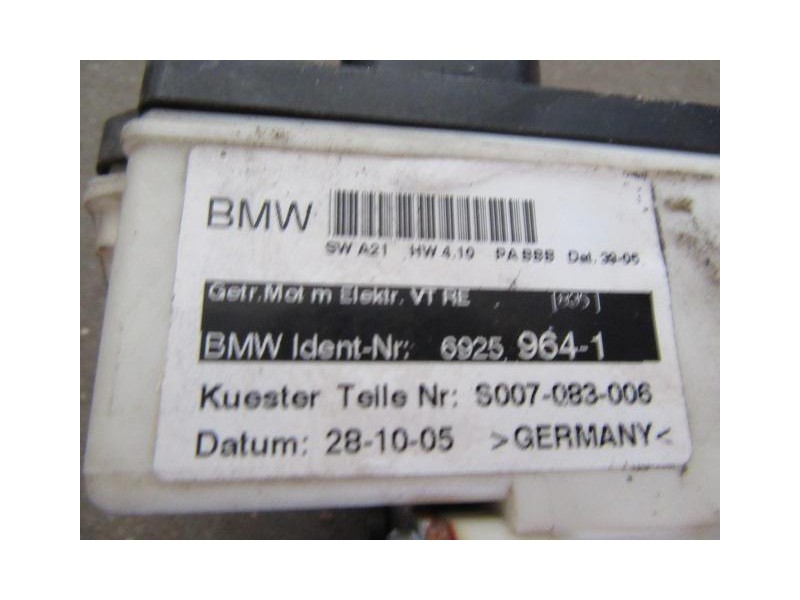 BMW
SW A21 HW 4.10 PA SSS Dat. 39-05
Getr.Mot m Elektr. VT RE
BMW Ident-Nr: 6925 964-1
Kuester Teile Nr: S007-083-006
Datum: 28-10-05 >GERMANY<